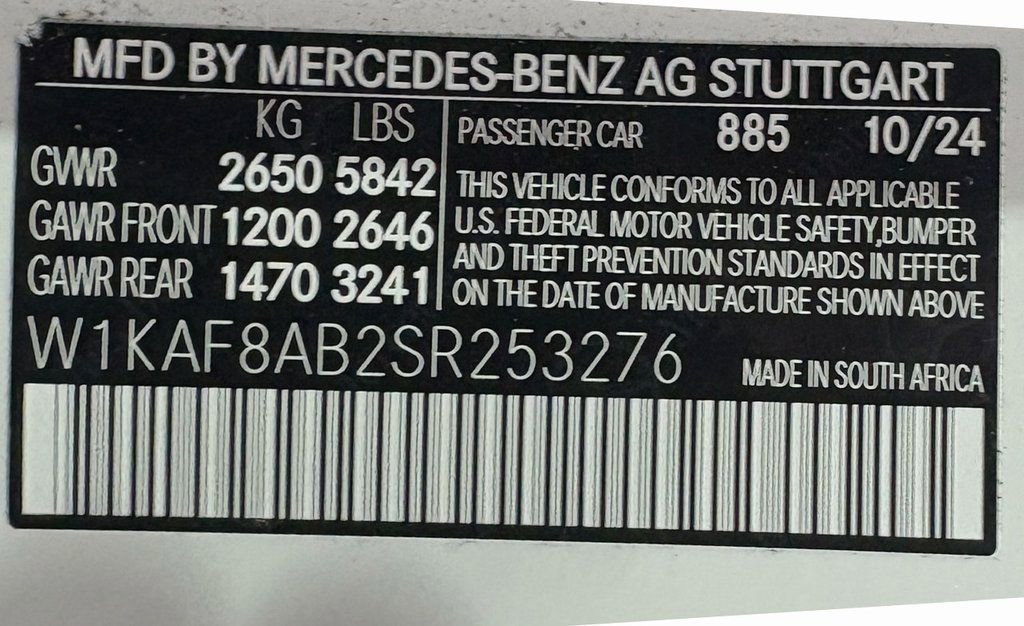 MFD BY MERCEDES-BENZ AG STUTTGART
KG LBS
GVWR 2650 5842
GAWR FRONT 1200 2646
GAWR REAR 1470 3241
PASSENGER CAR 885 10/24
THIS VEHICLE CONFORMS TO ALL APPLICABLE
U.S. FEDERAL MOTOR VEHICLE SAFETY,BUMPER
AND THEFT PREVENTION STANDARDS IN EFFECT
ON THE DATE OF MANUFACTURE SHOWN ABOVE
W1KAF8AB2SR253276
MADE IN SOUTH AFRICA